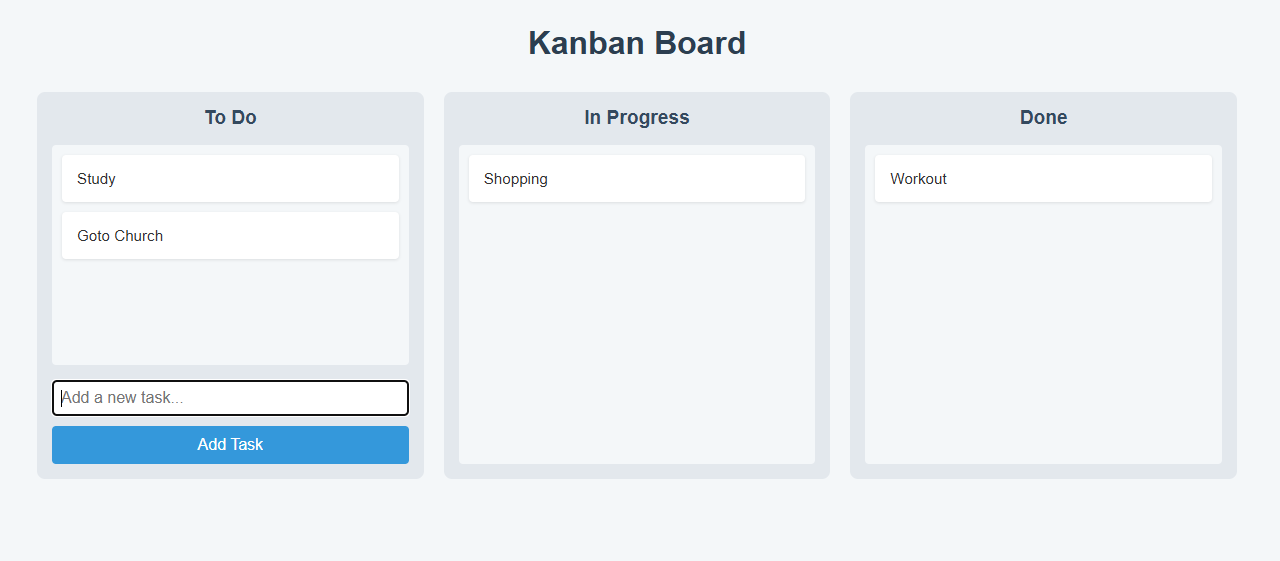 Kanban Board
To Do
Study
Goto Church
Add a new task...
Add Task
In Progress
Shopping
Done
Workout